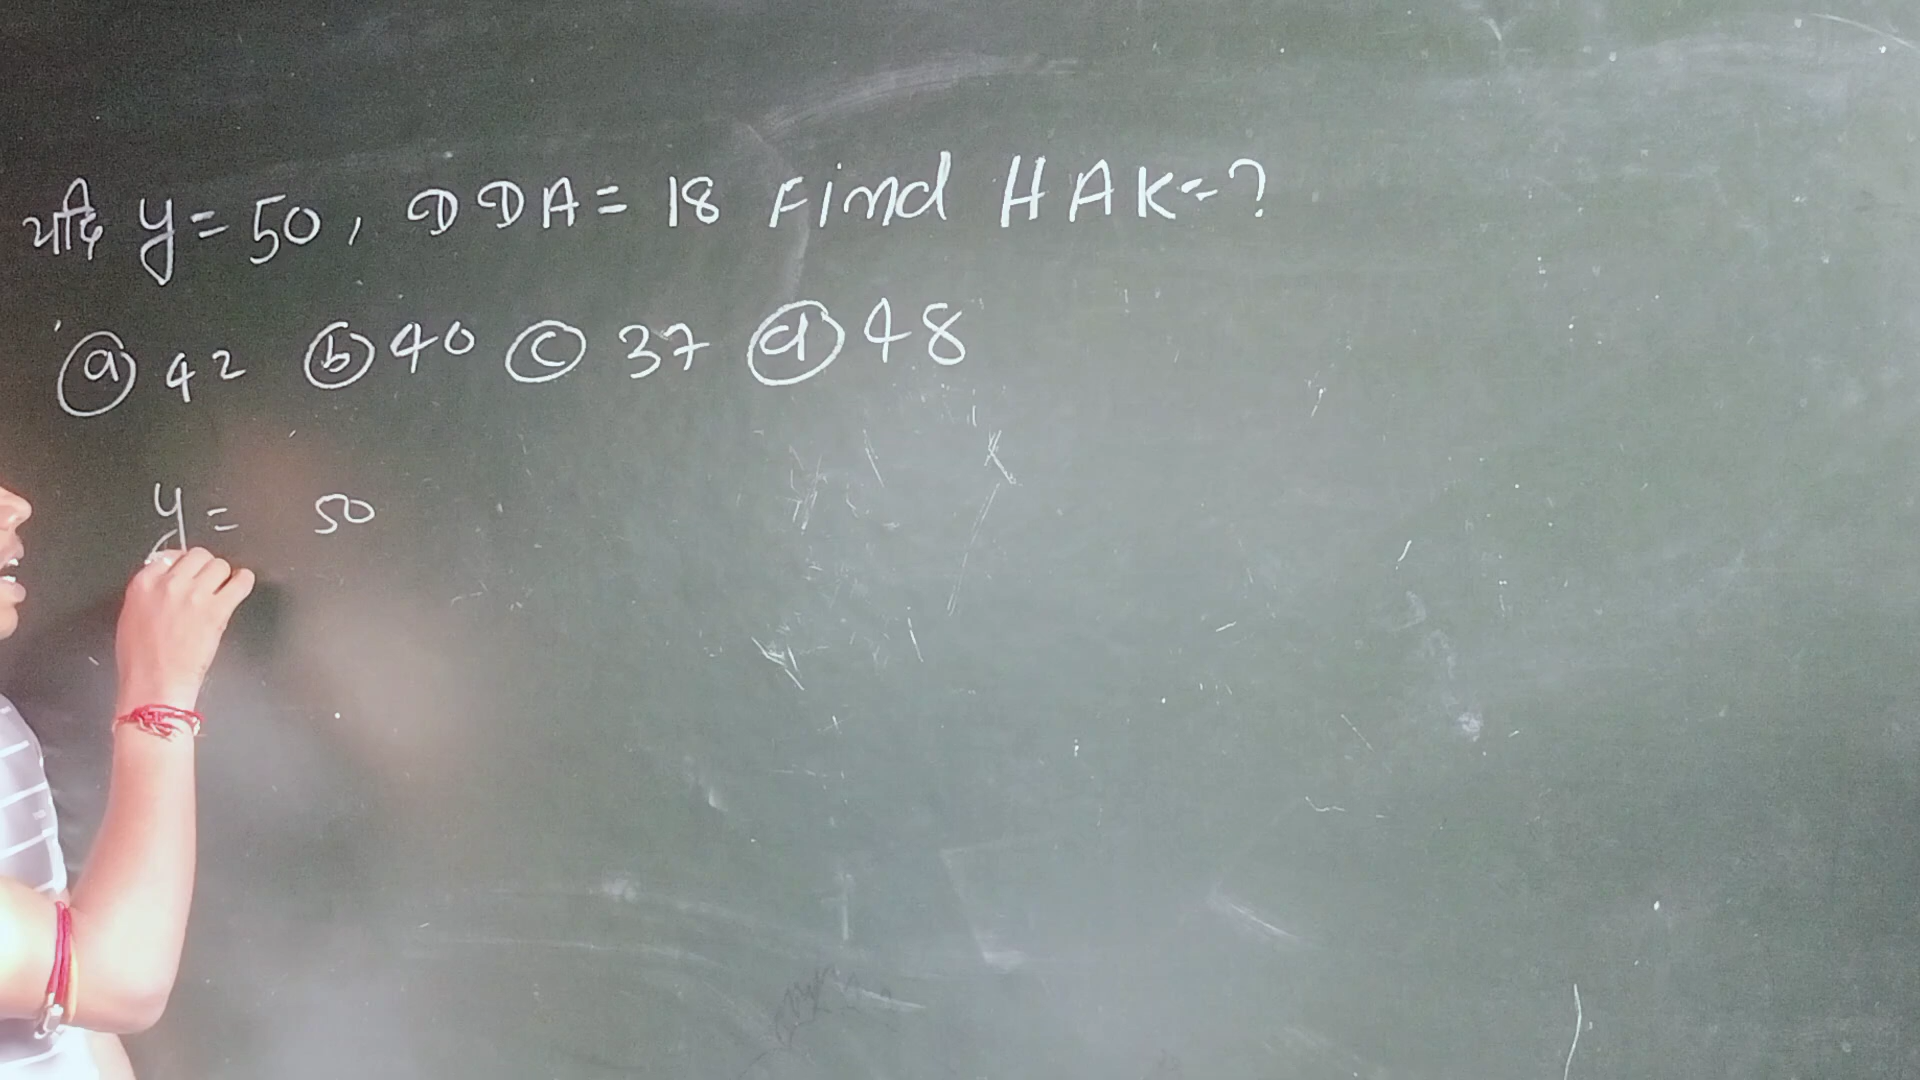 यदि y = 50, DDA = 18 Find HAK = ?
(a) 42 (b) 40 (c) 37 (d) 48
y = 50